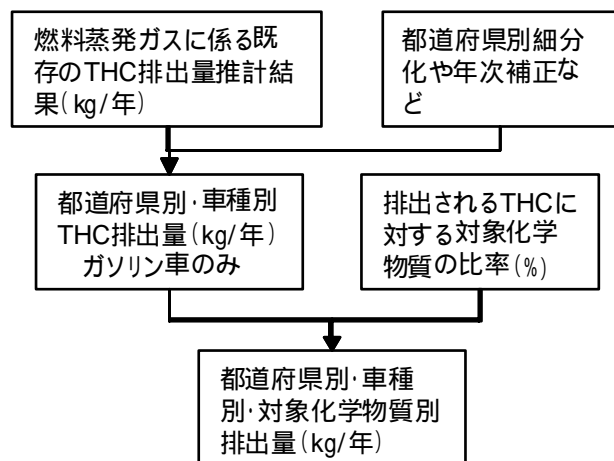 燃料蒸発ガスに係る既
存のTHC排出量推計結
果(kg/年)
都道府県別細分
化や年次補正な
ど
都道府県別·車種別
THC排出量(kg/年)
ガソリン車のみ
排出されるTHCに
対する対象化学
物質の比率(%)
都道府県別·車種
別·対象化学物質別
排出量(kg/年)